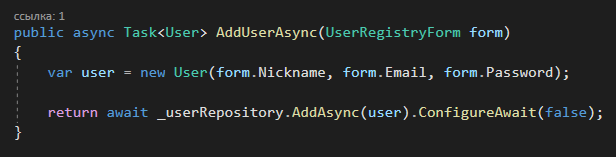 ссылка: 1
public async Task<User> AddUserAsync(UserRegistryForm form)
{
    var user = new User(form.Nickname, form.Email, form.Password);
    return await _userRepository.AddAsync(user).ConfigureAwait(false);
}